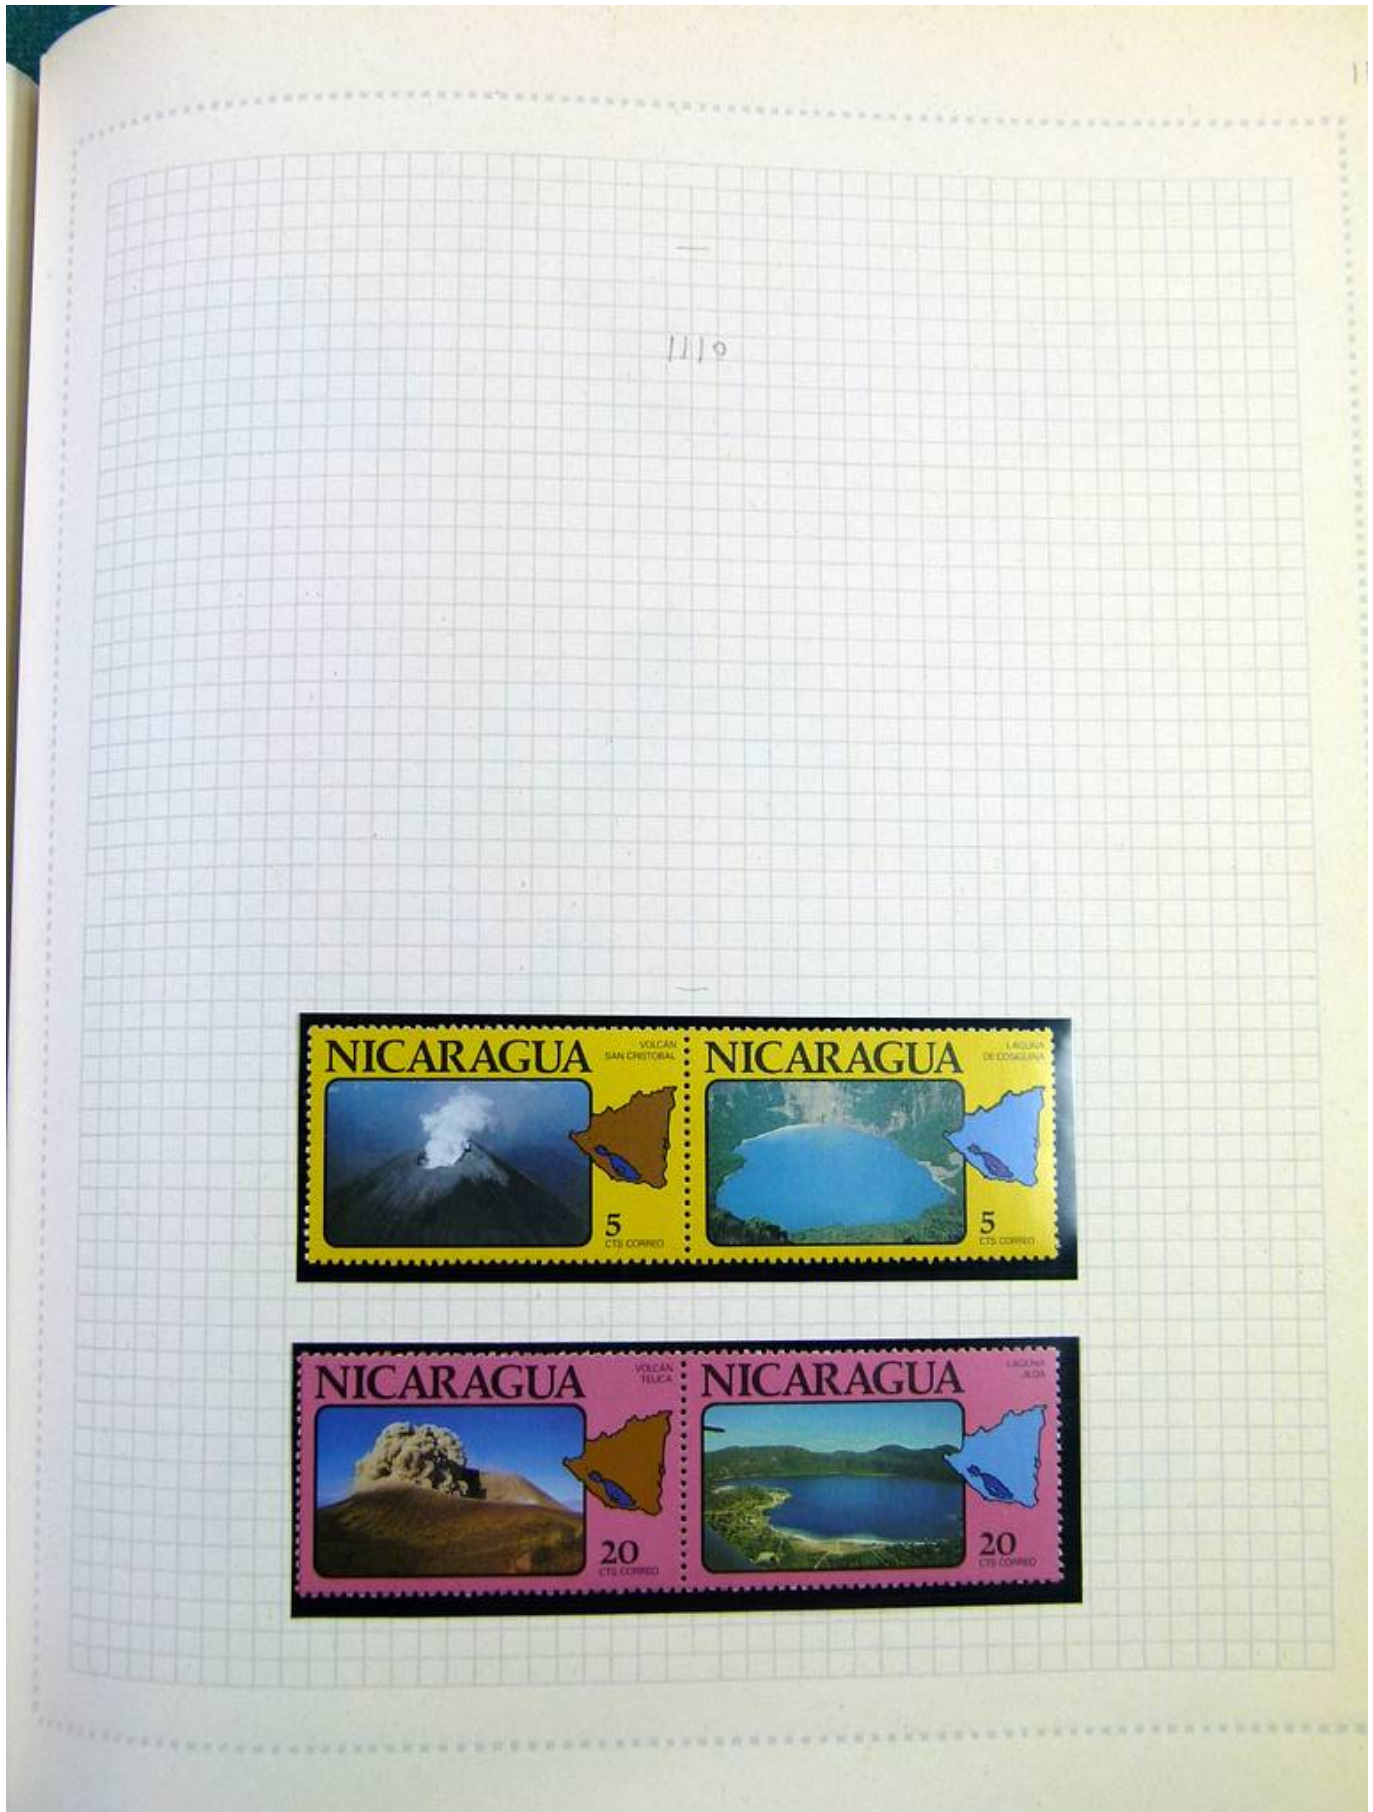 1110
NICARAGUA
VOLCÁN
SAN CRISTOBAL
5
CTS CORREO
NICARAGUA
LAGUNA
DE COSIGUINA
5
CTS CORREO
NICARAGUA
VOLCÁN
TELICA
20
CTS CORREO
NICARAGUA
LAGUNA
JILOA
20
CTS CORREO